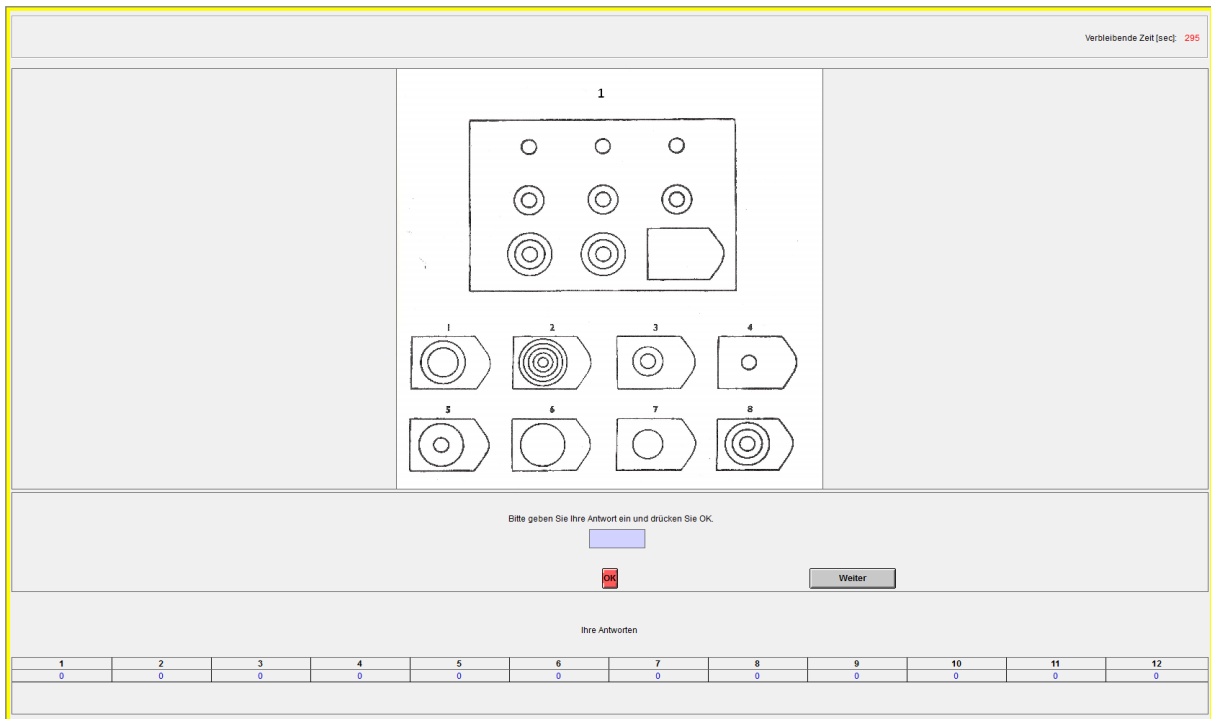 Verbleibende Zeit [sec]: 295
1
1 2 3 4
5 6 7 8
Bitte geben Sie Ihre Antwort ein und drücken Sie OK.
OK Weiter
Ihre Antworten
1 2 3 4 5 6 7 8 9 10 11 12
0 0 0 0 0 0 0 0 0 0 0 0